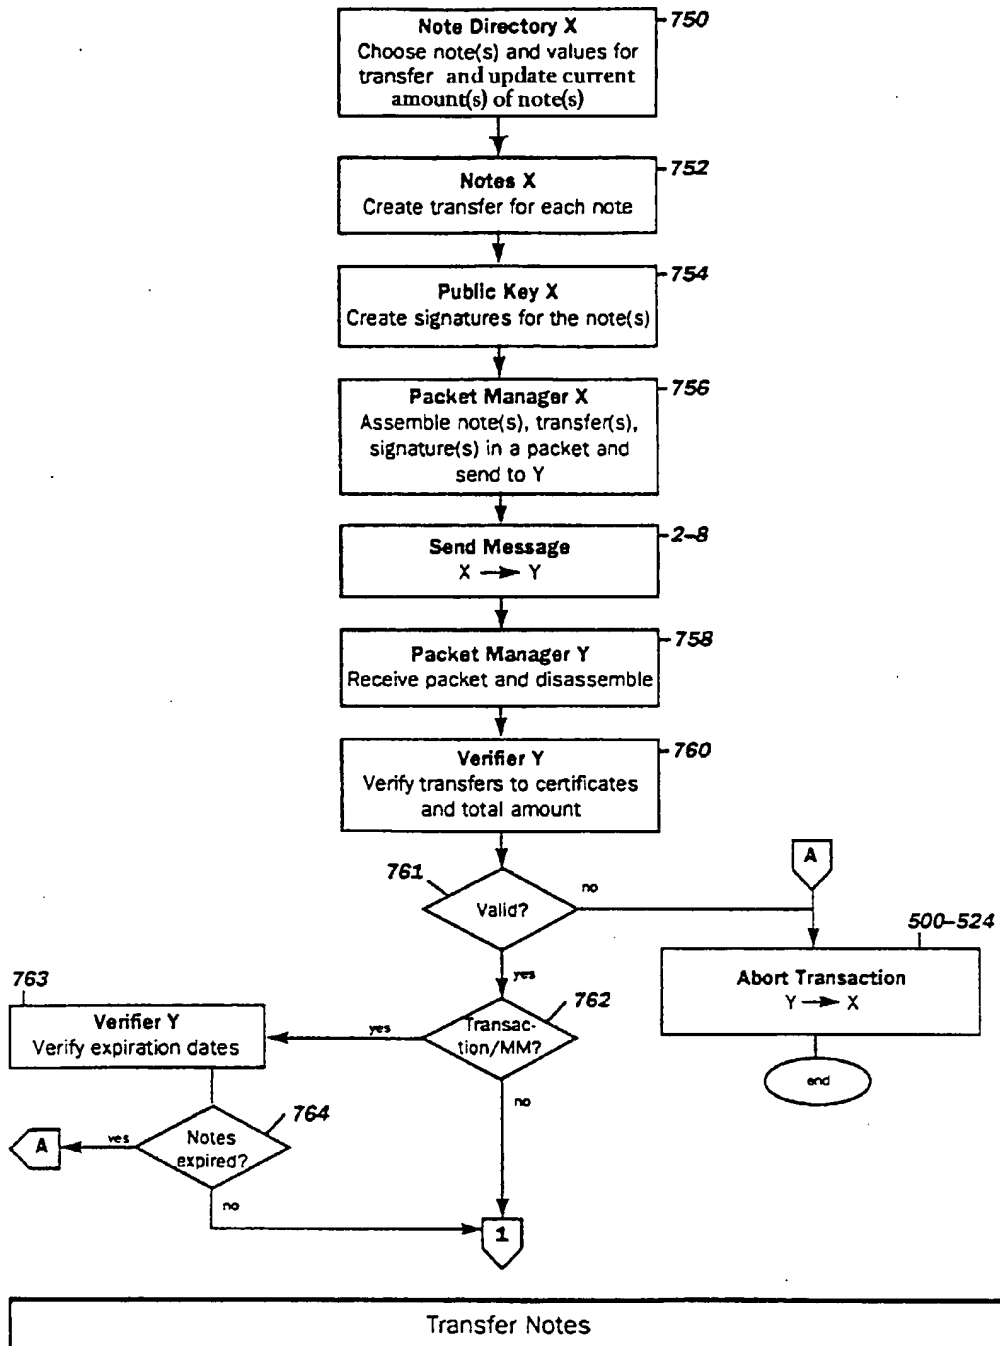 750
Note Directory X
Choose note(s) and values for
transfer and update current
amount(s) of note(s)
752
Notes X
Create transfer for each note
754
Public Key X
Create signatures for the note(s)
756
Packet Manager X
Assemble note(s), transfer(s),
signature(s) in a packet and
send to Y
2-8
Send Message
X → Y
758
Packet Manager Y
Receive packet and disassemble
760
Verifier Y
Verify transfers to certificates
and total amount
A
761
no
Valid?
500-524
yes
Abort Transaction
Y → X
763
762
Verifier Y
Verify expiration dates
yes
Transac-
tion/MM?
end
no
764
A
yes
Notes
expired?
no
1
Transfer Notes